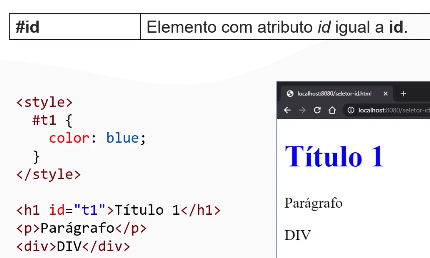 #id Elemento com atributo id igual a id.
<style>
#t1 {
color: blue;
}
</style>
<h1 id="t1">Título 1</h1>
<p>Parágrafo</p>
<div>DIV</div>
localhost:8080/seletor-id.html
localhost:8080/seletor-id
Título 1
Parágrafo
DIV